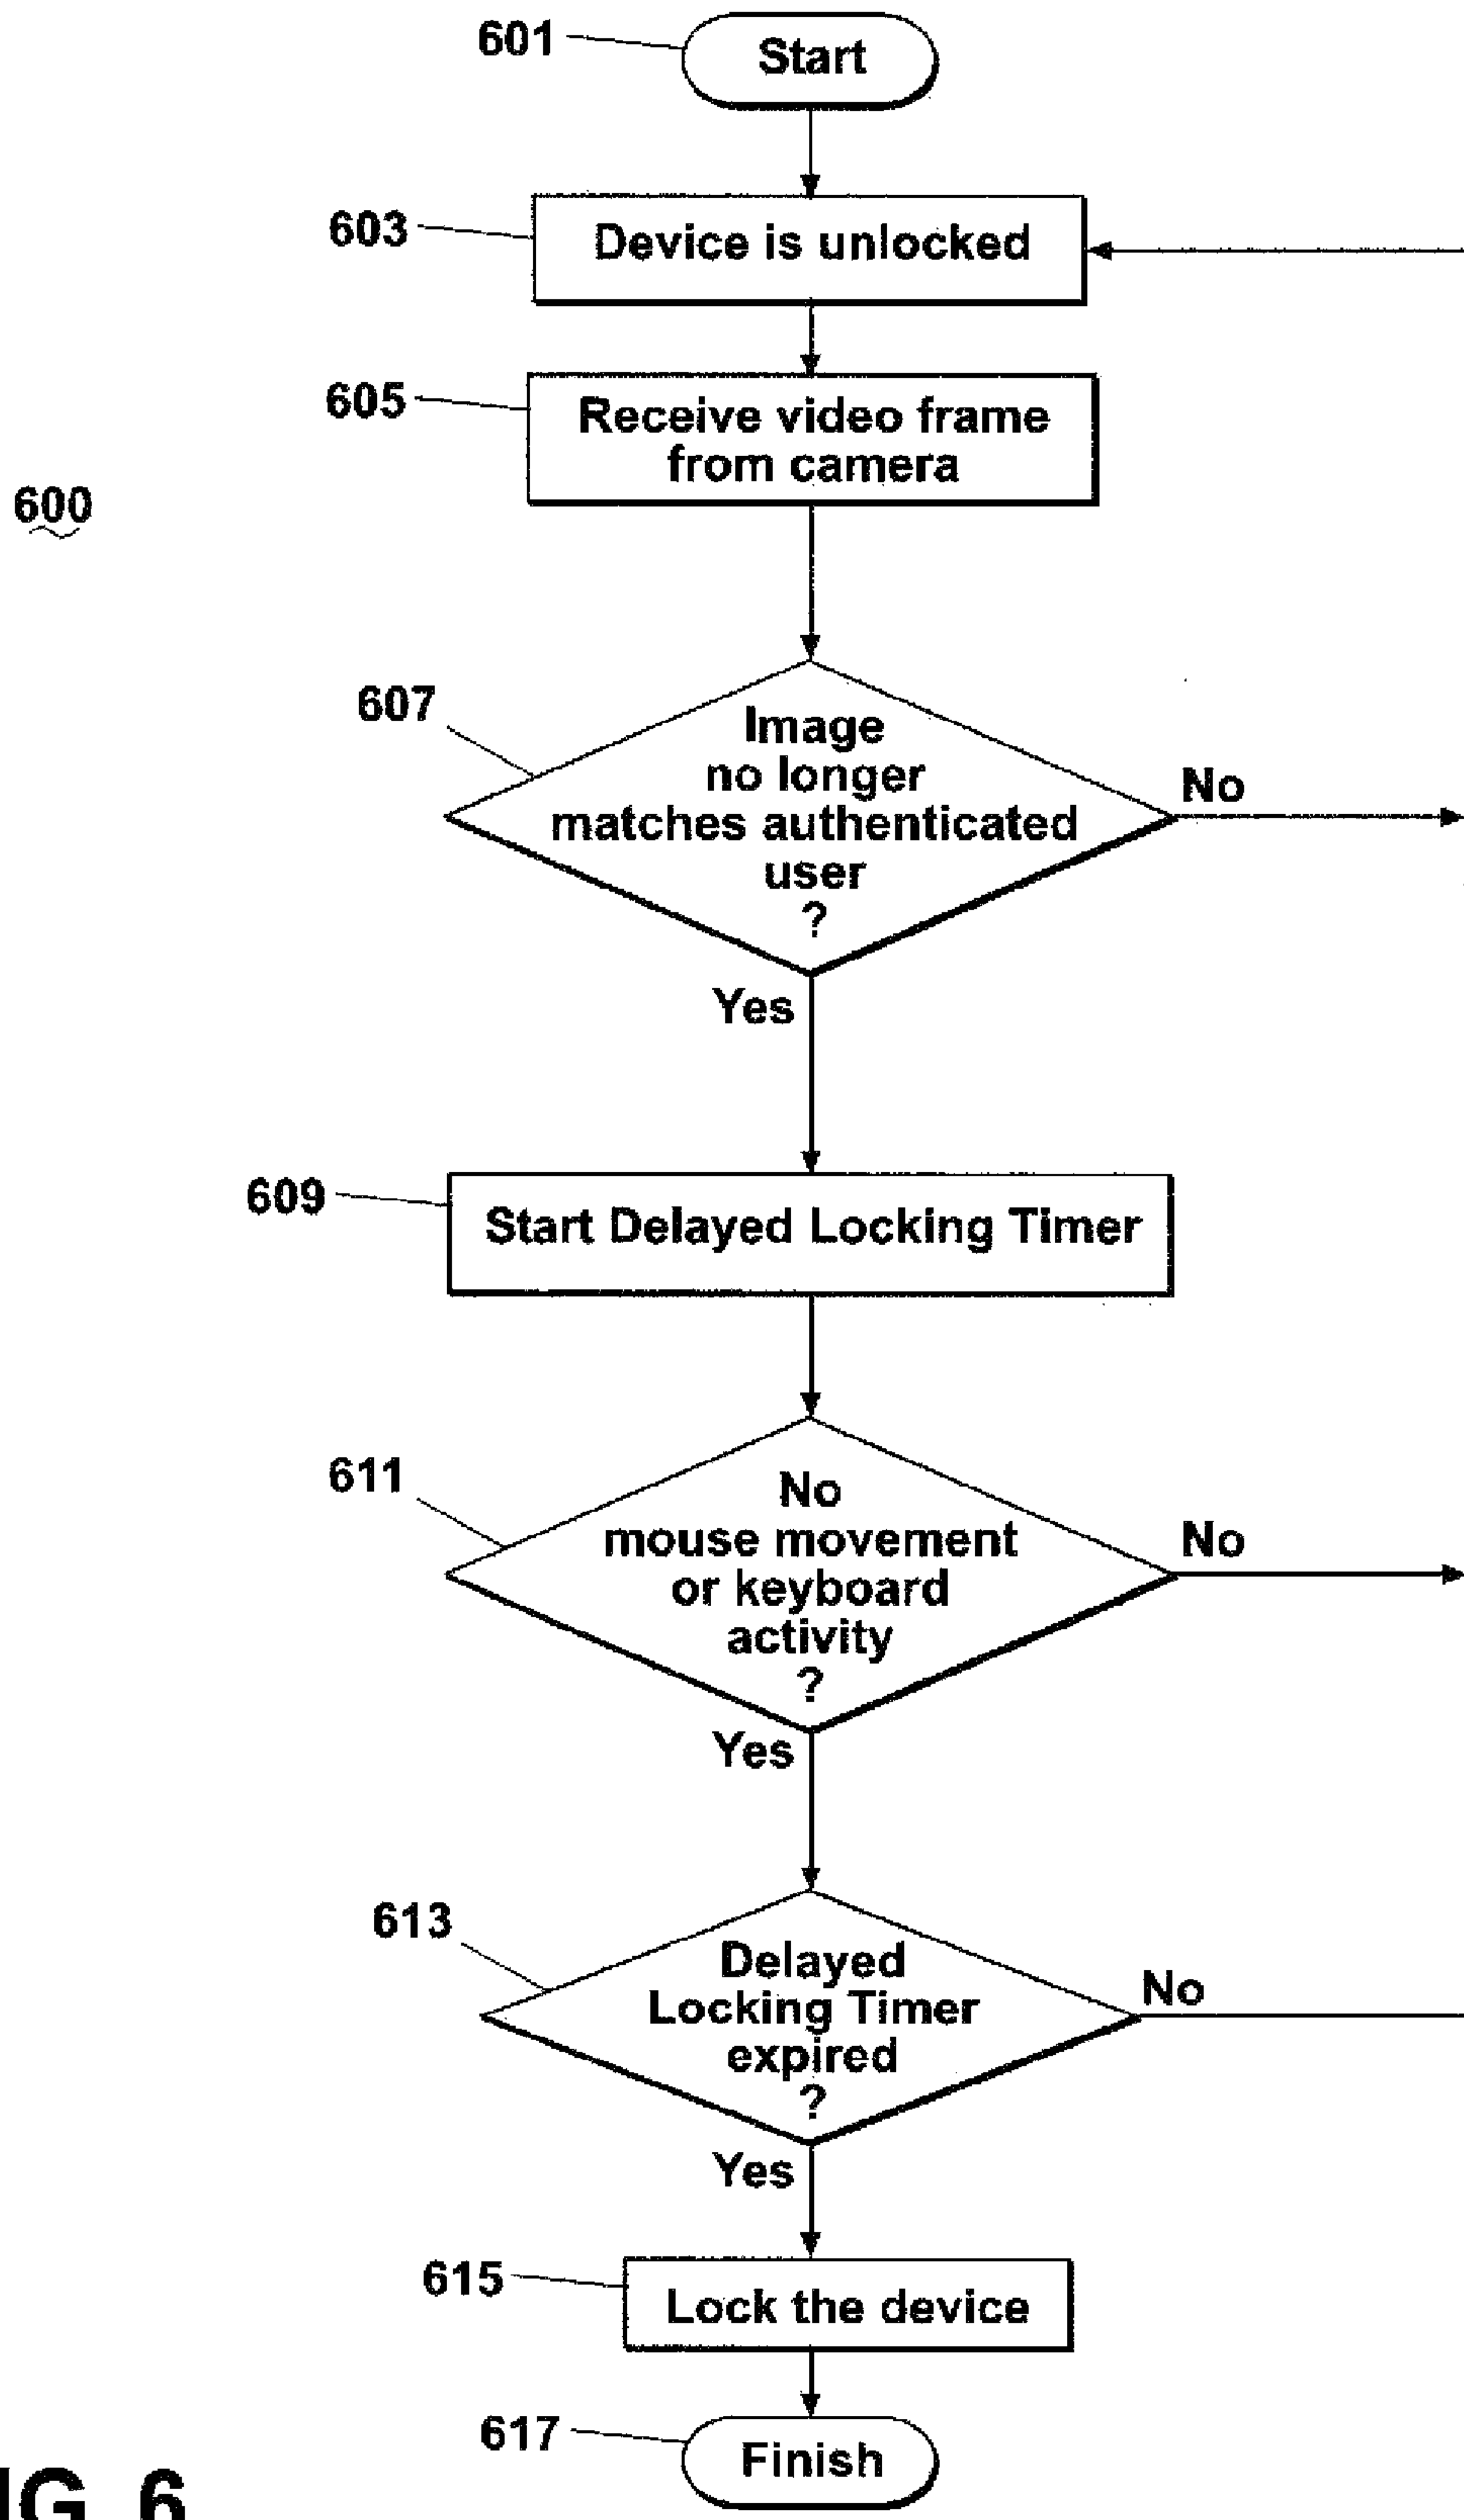 601
Start
603
Device is unlocked
605
Receive video frame
from camera
600
607
Image
no longer
matches authenticated
user
?
No
Yes
609
Start Delayed Locking Timer
611
No
mouse movement
or keyboard
activity
?
No
Yes
613
Delayed
Locking Timer
expired
?
No
Yes
615
Lock the device
617
Finish
IG. 6